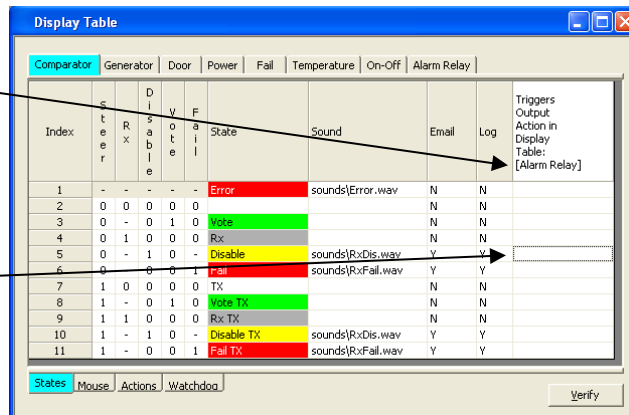 Display Table
Comparator Generator Door Power Fail Temperature On-Off Alarm Relay
Index Steer Rx Disable Vote Fail State Sound Email Log Triggers
Output
Action in
Display
Table:
[Alarm Relay]
1 - - - - - Error sounds\Error.wav N N
2 0 0 0 0 0 N N
3 0 - 0 1 0 Vote N N
4 0 1 0 0 0 Rx N N
5 0 - 1 0 - Disable sounds\RxDis.wav Y Y
6 0 - 0 0 1 Fail sounds\RxFail.wav Y Y
7 1 0 0 0 0 TX N N
8 1 - 0 1 0 Vote TX N N
9 1 1 0 0 0 Rx TX N N
10 1 - 1 0 - Disable TX sounds\RxDis.wav Y Y
11 1 - 0 0 1 Fail TX sounds\RxFail.wav Y Y
States Mouse Actions Watchdog
Verify